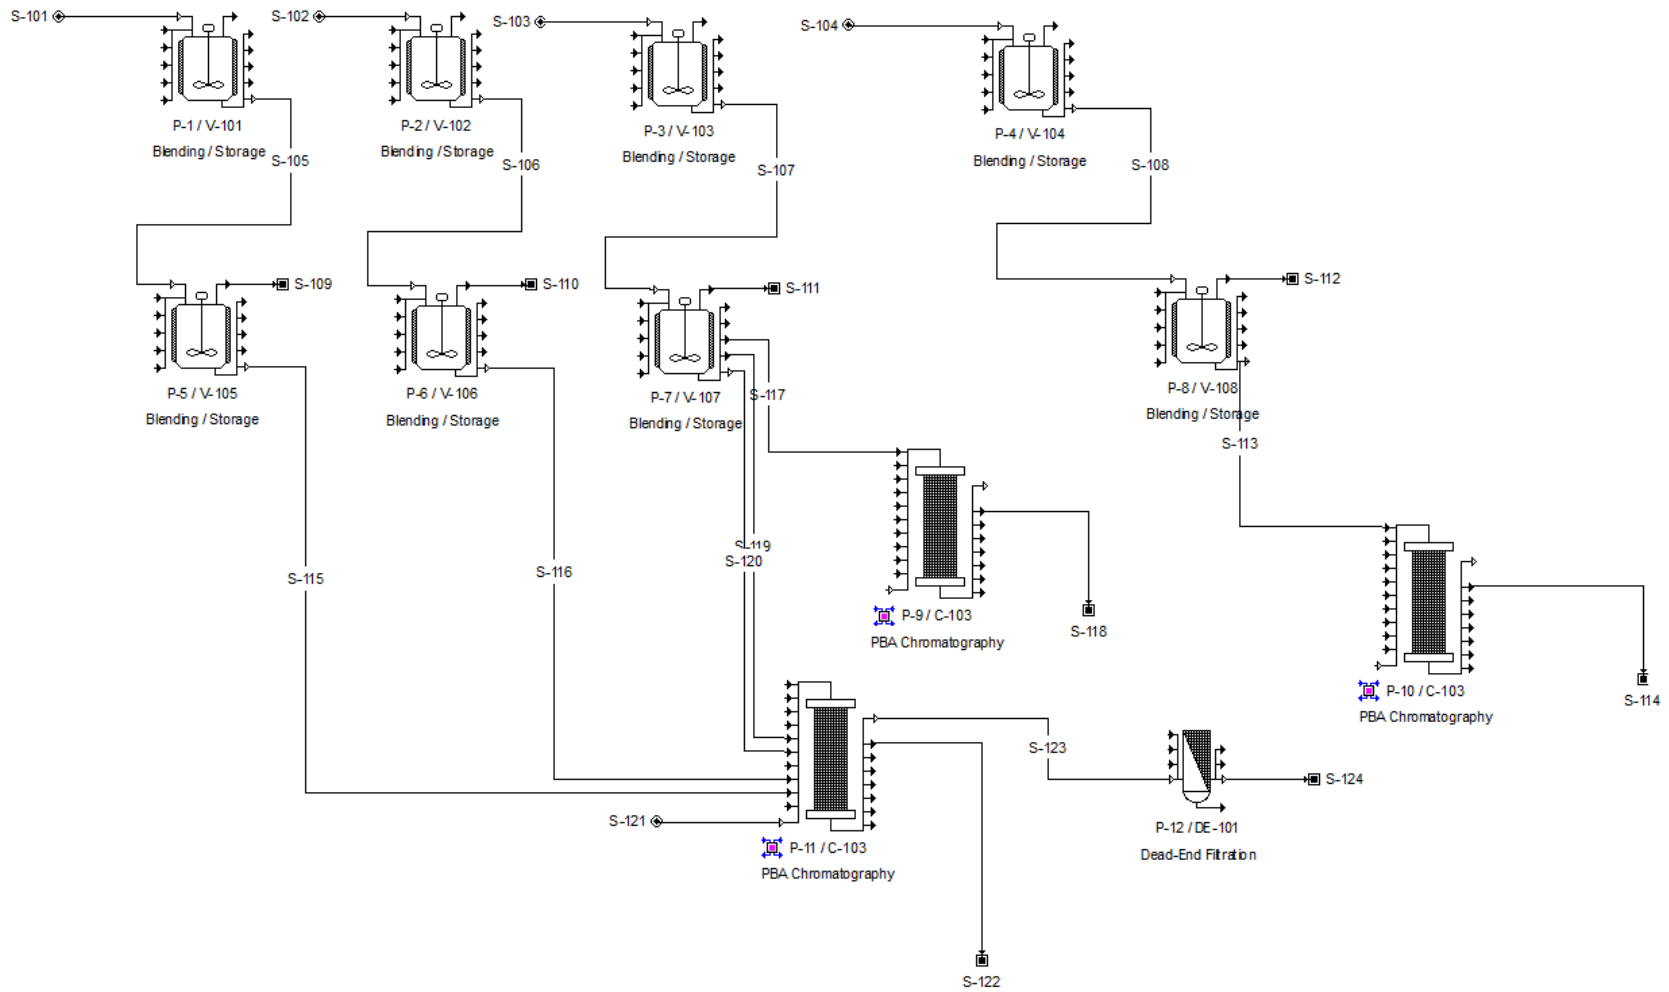 S-101
S-102
S-103
S-104
P-1 / V-101
Blending / Storage
P-2 / V-102
Blending / Storage
P-3 / V-103
Blending / Storage
P-4 / V-104
Blending / Storage
S-105
S-106
S-107
S-108
S-109
S-110
S-111
S-112
P-5 / V-105
Blending / Storage
P-6 / V-106
Blending / Storage
P-7 / V-107
Blending / Storage
P-8 / V-108
Blending / Storage
S-117
S-113
S-119
S-120
S-115
S-116
P-9 / C-103
PBA Chromatography
S-118
P-10 / C-103
PBA Chromatography
S-114
S-123
S-124
S-121
P-11 / C-103
PBA Chromatography
P-12 / DE-101
Dead-End Filtration
S-122